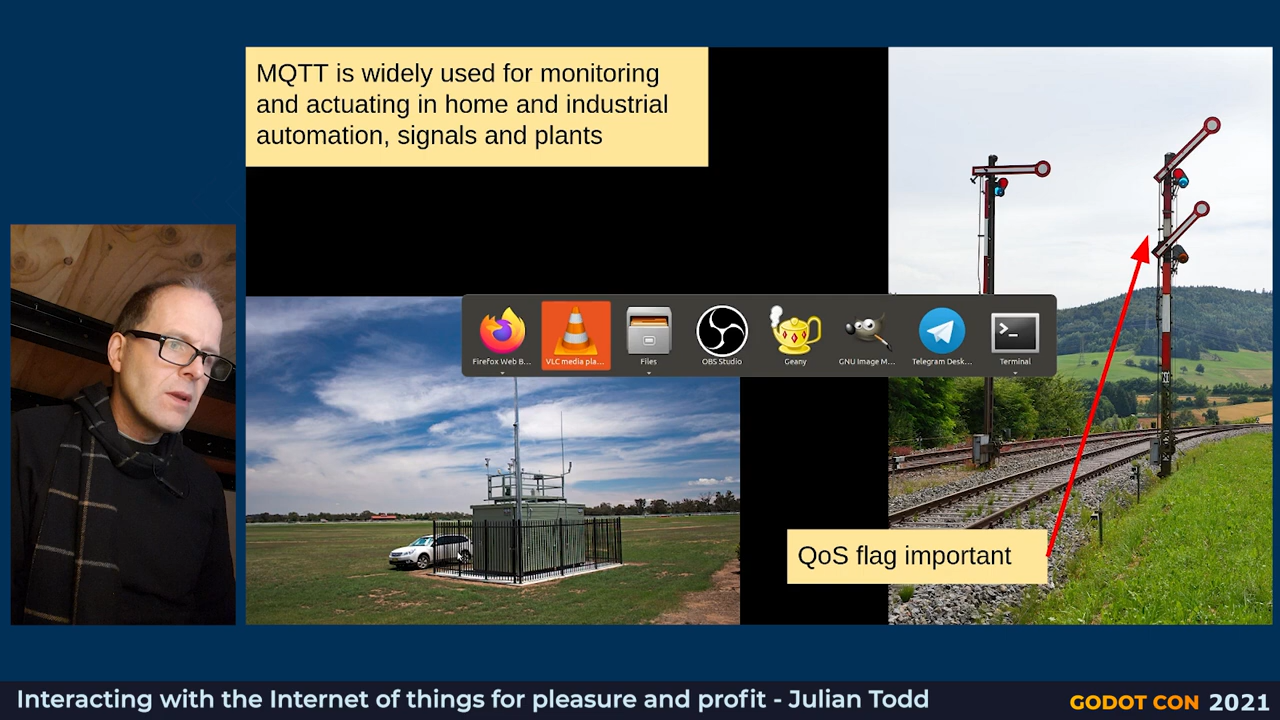 MQTT is widely used for monitoring
and actuating in home and industrial
automation, signals and plants
Firefox Web B...
VLC media pla...
Files
OBS Studio
Geany
GNU Image M...
Telegram Desk...
Terminal
QoS flag important
Interacting with the Internet of things for pleasure and profit - Julian Todd
GODOT CON 2021